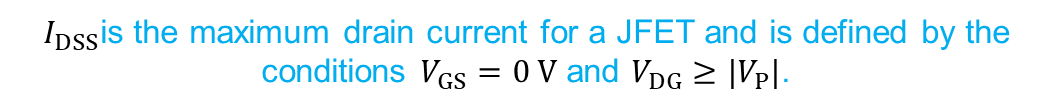 I_DSS is the maximum drain current for a JFET and is defined by the
conditions V_GS = 0 V and V_DG ≥ |V_P|.